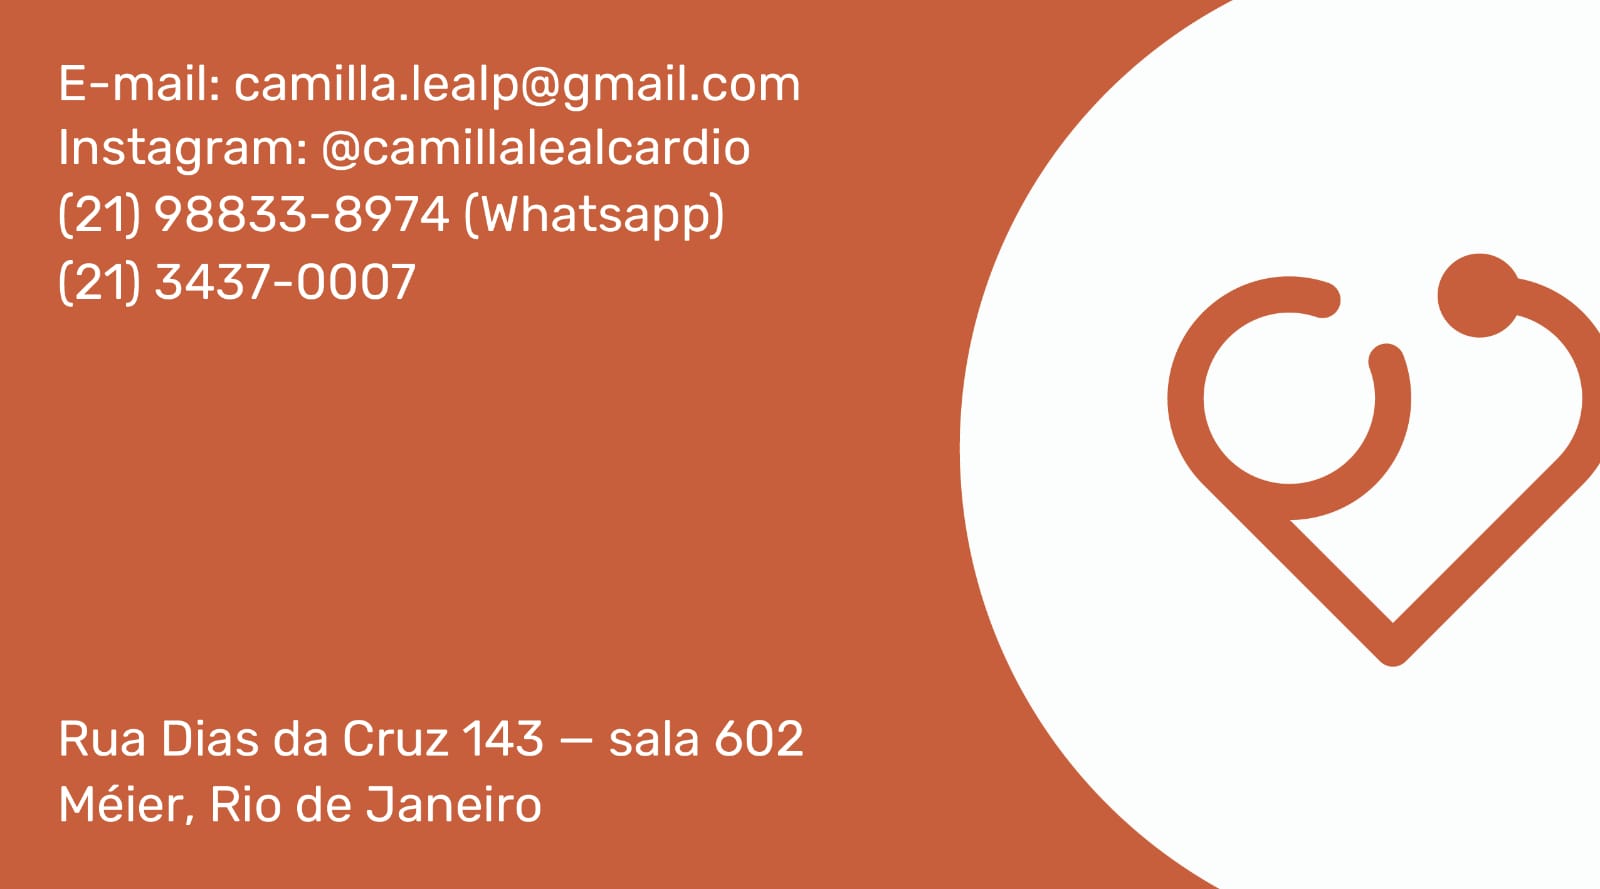 E-mail: camilla.lealp@gmail.com
Instagram: @camillalealcardio
(21) 98833-8974 (Whatsapp)
(21) 3437-0007
Rua Dias da Cruz 143 — sala 602
Méier, Rio de Janeiro